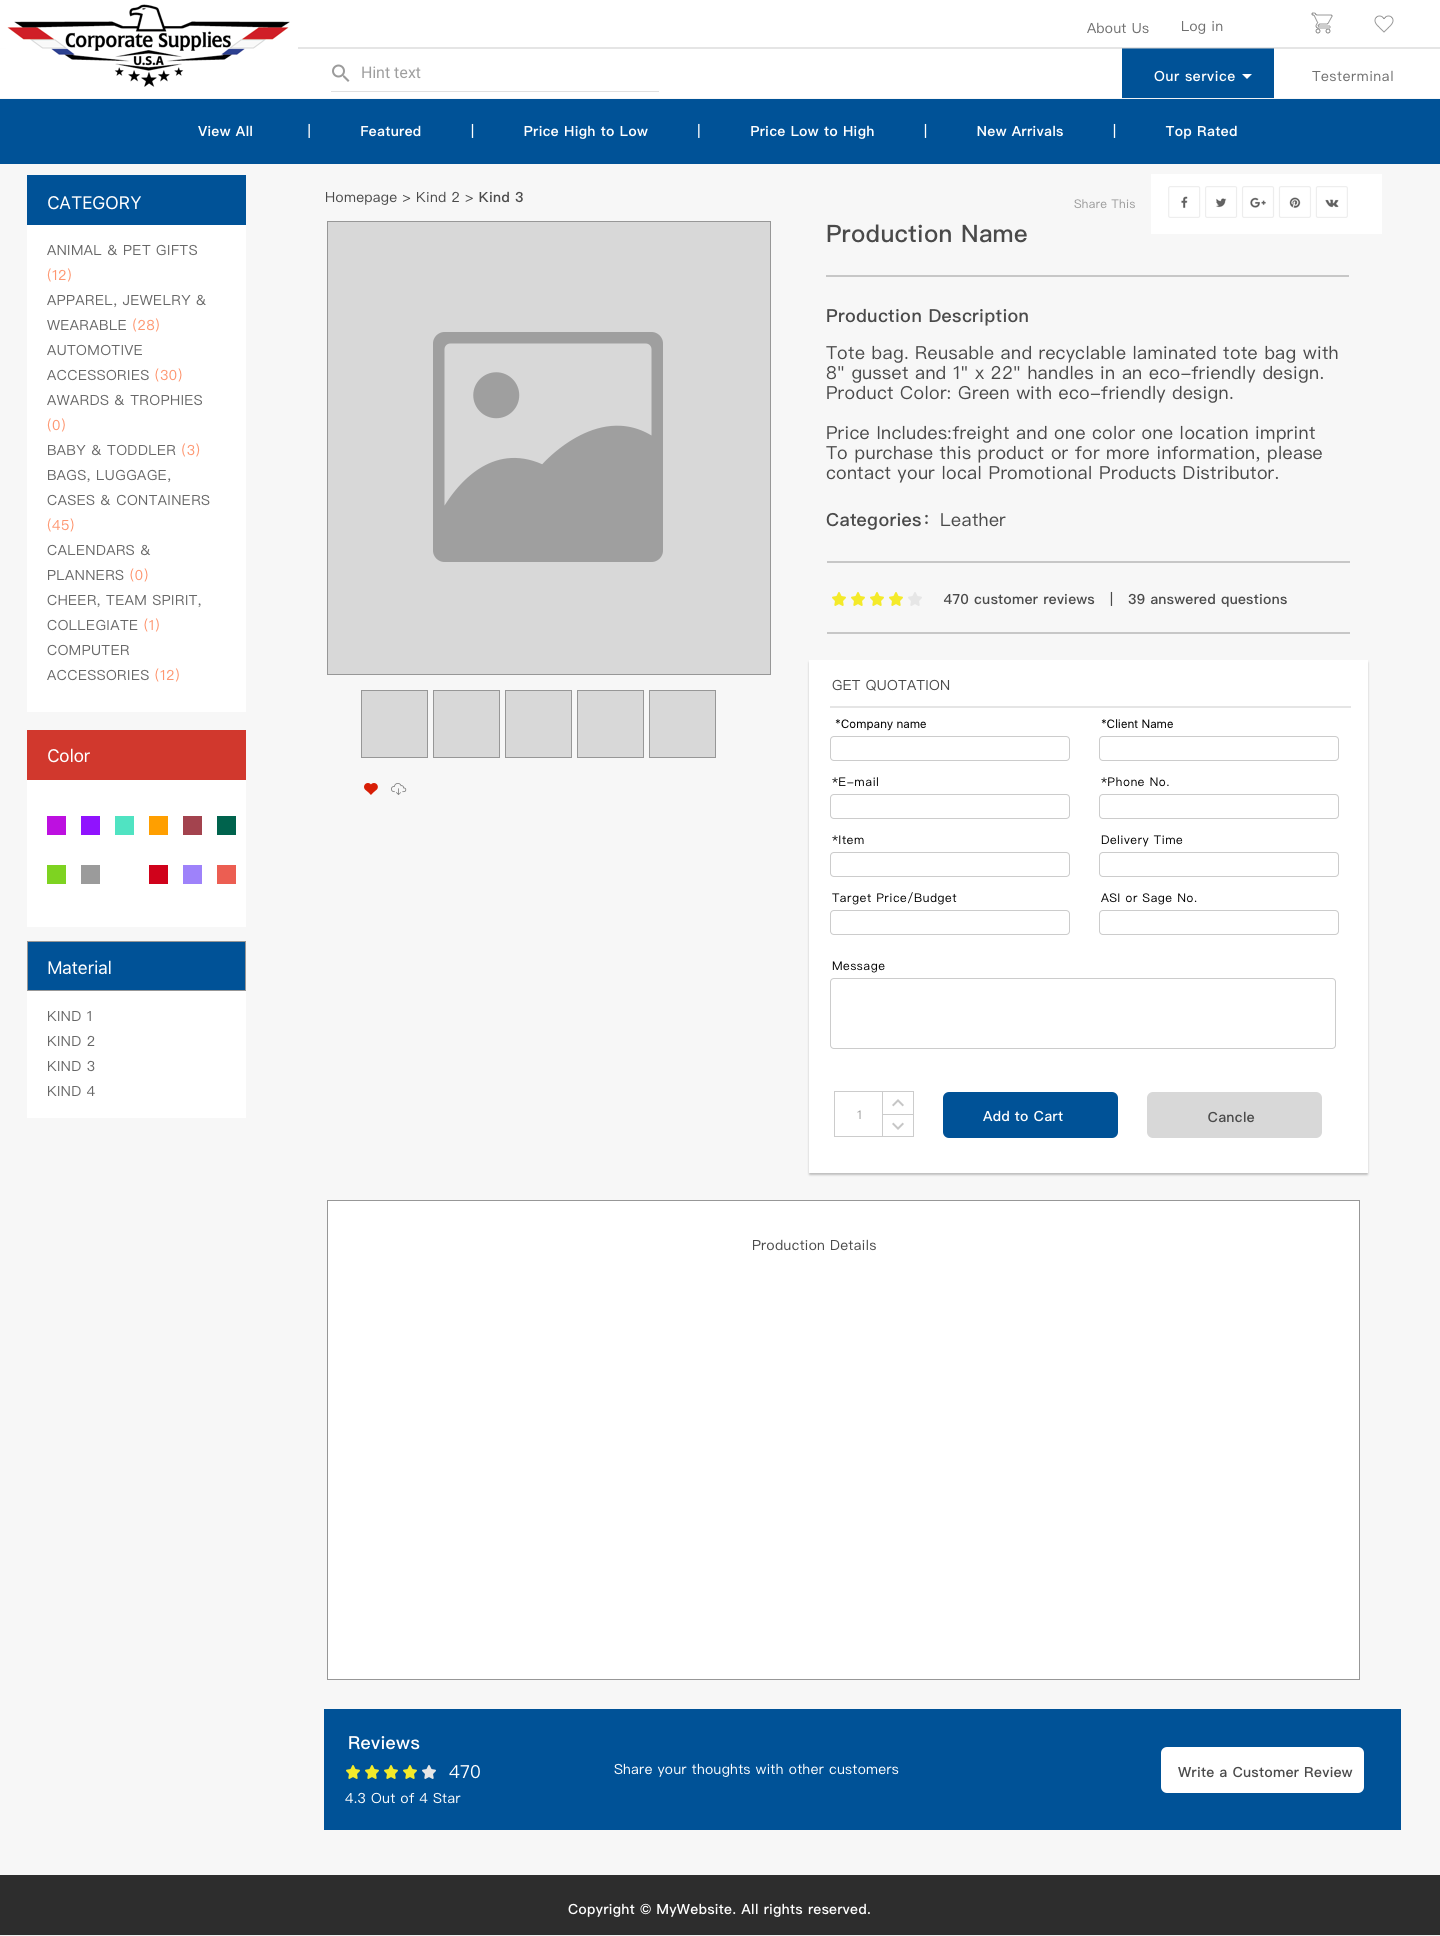 Corporate Supplies
U.S.A
About Us
Log in
Hint text
Our service
Testerminal
View All | Featured | Price High to Low | Price Low to High | New Arrivals | Top Rated
CATEGORY
ANIMAL & PET GIFTS
(12)
APPAREL, JEWELRY &
WEARABLE (28)
AUTOMOTIVE
ACCESSORIES (30)
AWARDS & TROPHIES
(0)
BABY & TODDLER (3)
BAGS, LUGGAGE,
CASES & CONTAINERS
(45)
CALENDARS &
PLANNERS (0)
CHEER, TEAM SPIRIT,
COLLEGIATE (1)
COMPUTER
ACCESSORIES (12)
Color
Material
KIND 1
KIND 2
KIND 3
KIND 4
Homepage > Kind 2 > Kind 3
Share This
Production Name
Production Description
Tote bag. Reusable and recyclable laminated tote bag with
8" gusset and 1" x 22" handles in an eco-friendly design.
Product Color: Green with eco-friendly design.
Price Includes:freight and one color one location imprint
To purchase this product or for more information, please
contact your local Promotional Products Distributor.
Categories： Leather
470 customer reviews | 39 answered questions
GET QUOTATION
*Company name
*Client Name
*E-mail
*Phone No.
*Item
Delivery Time
Target Price/Budget
ASI or Sage No.
Message
1
Add to Cart
Cancle
Production Details
Reviews
470
4.3 Out of 4 Star
Share your thoughts with other customers
Write a Customer Review
Copyright © MyWebsite. All rights reserved.